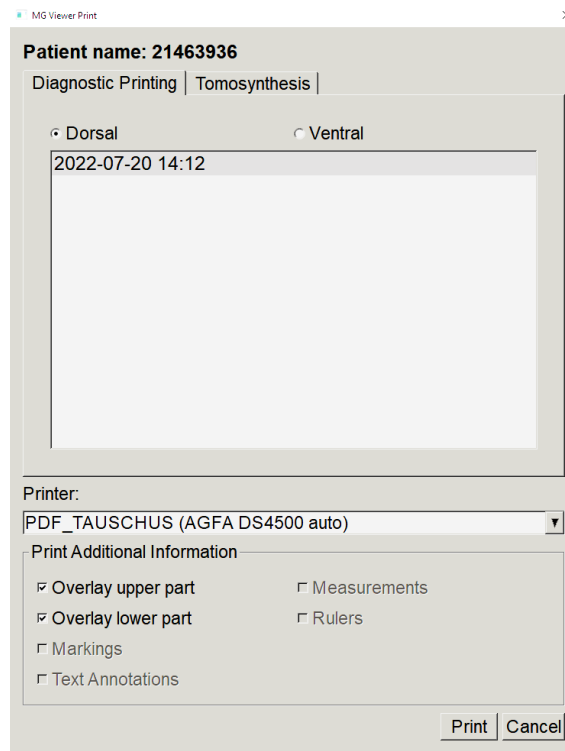 MG Viewer Print
Patient name: 21463936
Diagnostic Printing Tomosynthesis
Dorsal Ventral
2022-07-20 14:12
Printer:
PDF_TAUSCHUS (AGFA DS4500 auto)
Print Additional Information
Overlay upper part Measurements
Overlay lower part Rulers
Markings
Text Annotations
Print Cancel